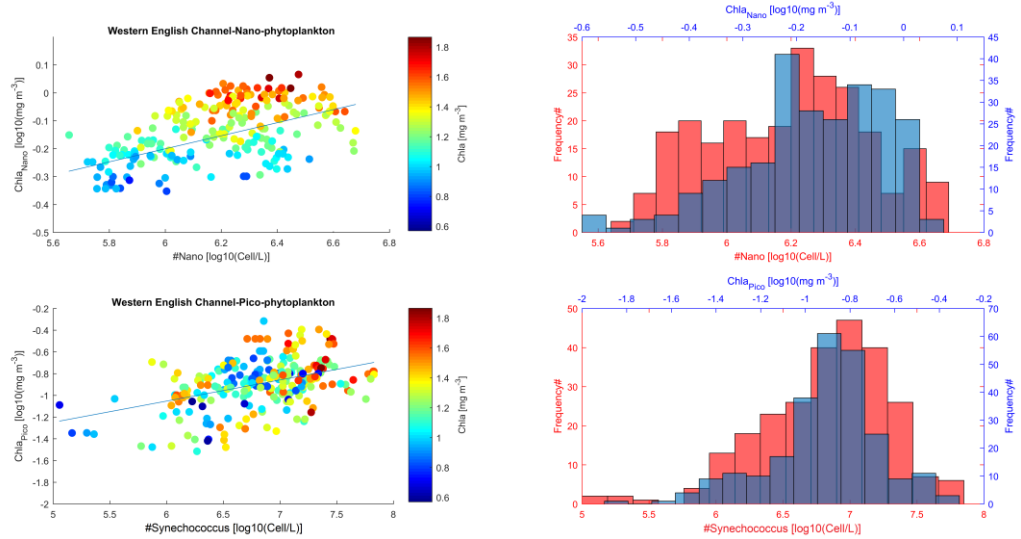 Western English Channel-Nano-phytoplankton
Chla_Nano [log10(mg m^-3)]
0.1
0
-0.1
-0.2
-0.3
-0.4
-0.5
5.6 5.8 6 6.2 6.4 6.6 6.8
#Nano [log10(Cell/L)]
1.8
1.6
1.4
1.2
1
0.8
0.6
Chla [mg m^-3]
Chla_Nano [log10(mg m^-3)]
-0.6 -0.5 -0.4 -0.3 -0.2 -0.1 0 0.1
Frequency#
35
30
25
20
15
10
5
0
45
40
35
30
25
20
15
10
5
0
Frequency#
5.6 5.8 6 6.2 6.4 6.6 6.8
#Nano [log10(Cell/L)]
Western English Channel-Pico-phytoplankton
Chla_Pico [log10(mg m^-3)]
-0.2
-0.4
-0.6
-0.8
-1
-1.2
-1.4
-1.6
-1.8
-2
5 5.5 6 6.5 7 7.5 8
#Synechococcus [log10(Cell/L)]
1.8
1.6
1.4
1.2
1
0.8
0.6
Chla [mg m^-3]
Chla_Pico [log10(mg m^-3)]
-2 -1.8 -1.6 -1.4 -1.2 -1 -0.8 -0.6 -0.4 -0.2
Frequency#
50
40
30
20
10
0
70
60
50
40
30
20
10
0
Frequency#
5 5.5 6 6.5 7 7.5 8
#Synechococcus [log10(Cell/L)]